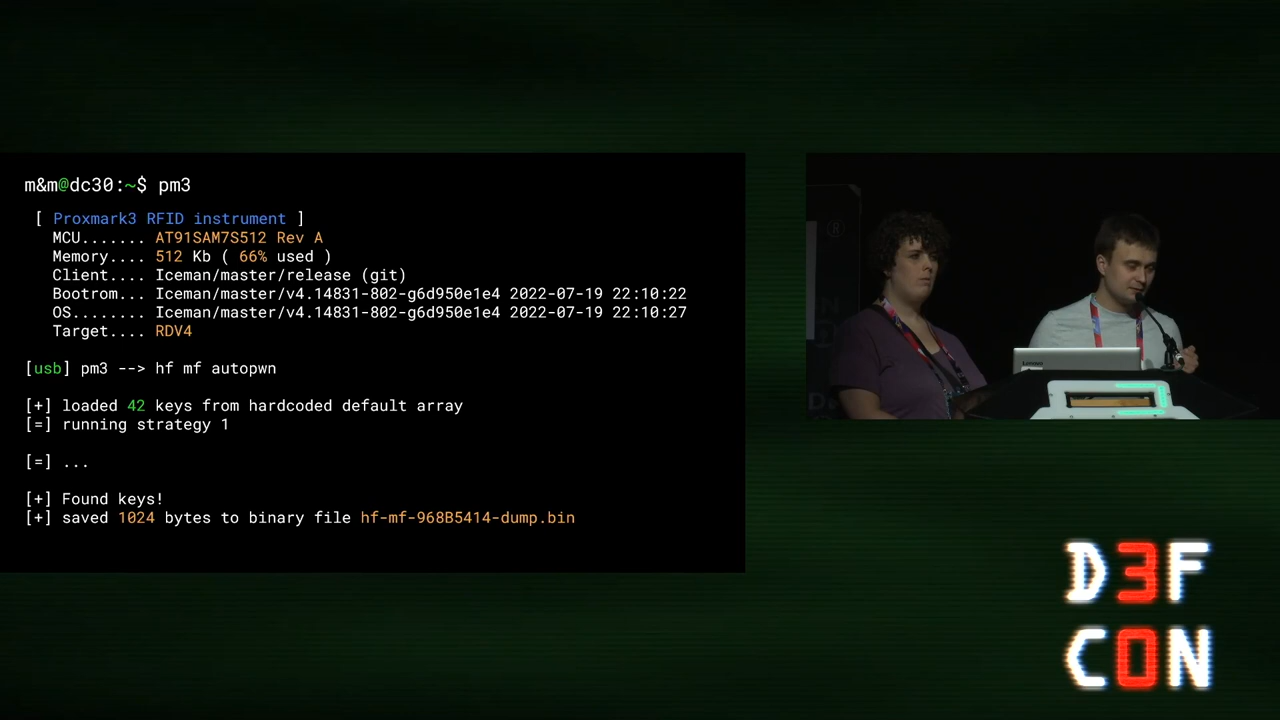 m&m@dc30:~$ pm3
[ Proxmark3 RFID instrument ]
MCU....... AT91SAM7S512 Rev A
Memory.... 512 Kb ( 66% used )
Client.... Iceman/master/release (git)
Bootrom... Iceman/master/v4.14831-802-g6d950e1e4 2022-07-19 22:10:22
OS........ Iceman/master/v4.14831-802-g6d950e1e4 2022-07-19 22:10:27
Target.... RDV4
[usb] pm3 --> hf mf autopwn
[+] loaded 42 keys from hardcoded default array
[=] running strategy 1
[=] ...
[+] Found keys!
[+] saved 1024 bytes to binary file hf-mf-968B5414-dump.bin
®
Lenovo
D3F
C0N